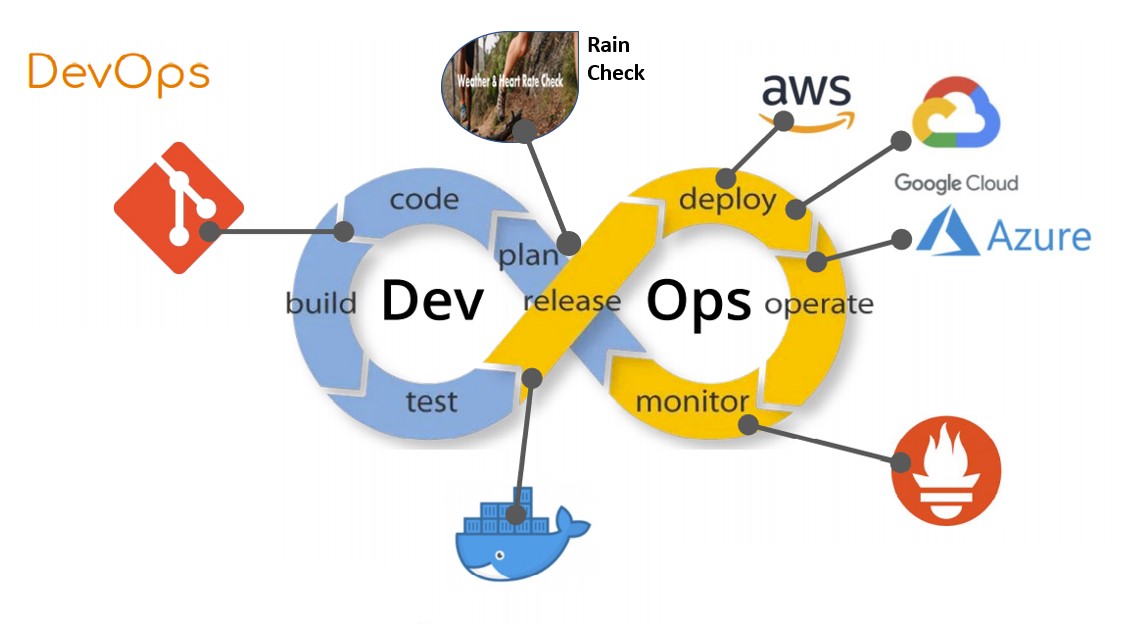 DevOps
Rain
Check
Weather & Heart Rate Check
aws
Google Cloud
Azure
code
plan
build
Dev
test
release
deploy
Ops
operate
monitor